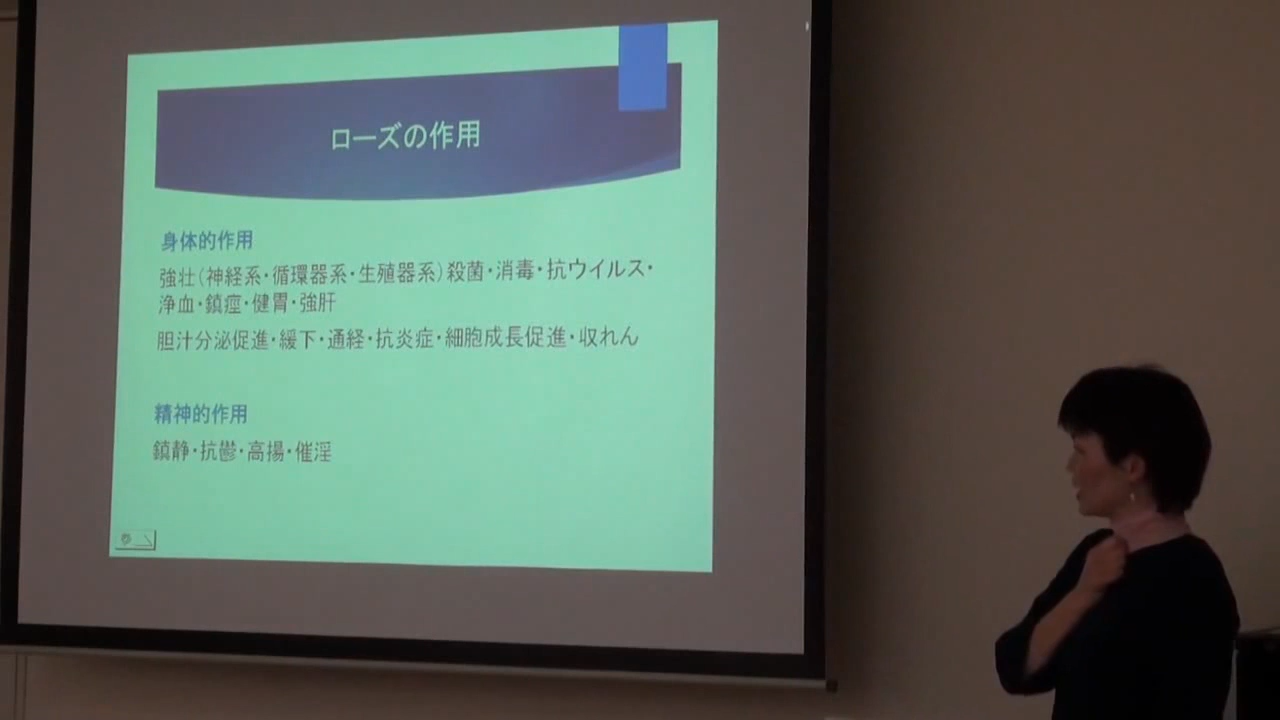 ローズの作用
身体的作用
強壮(神経系・循環器系・生殖器系)殺菌・消毒・抗ウイルス・
浄血・鎮痙・健胃・強肝
胆汁分泌促進・緩下・通経・抗炎症・細胞成長促進・収れん
精神的作用
鎮静・抗鬱・高揚・催淫